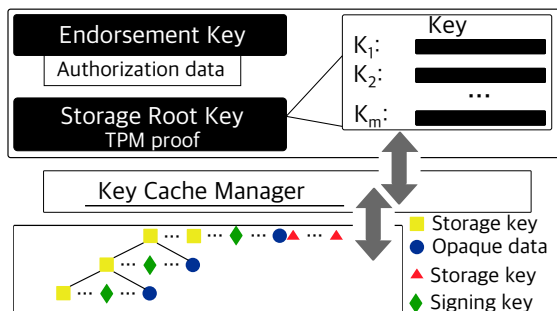 Endorsement Key
Authorization data
Storage Root Key
TPM proof
Key
K1:
K2:
...
Km:
Key Cache Manager
... ... ... ...
... ...
... ...
Storage key
Opaque data
Storage key
Signing key